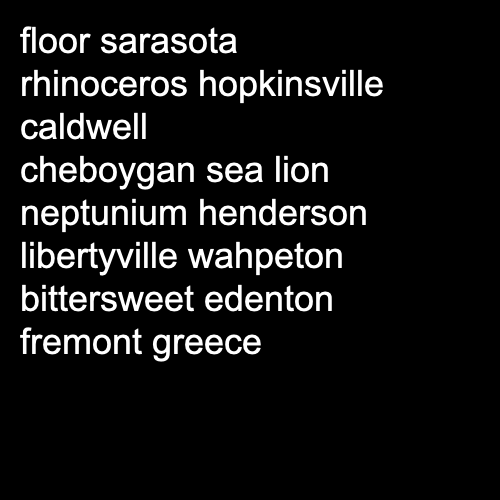 floor sarasota
rhinoceros hopkinsville
caldwell
cheboygan sea lion
neptunium henderson
libertyville wahpeton
bittersweet edenton
fremont greece